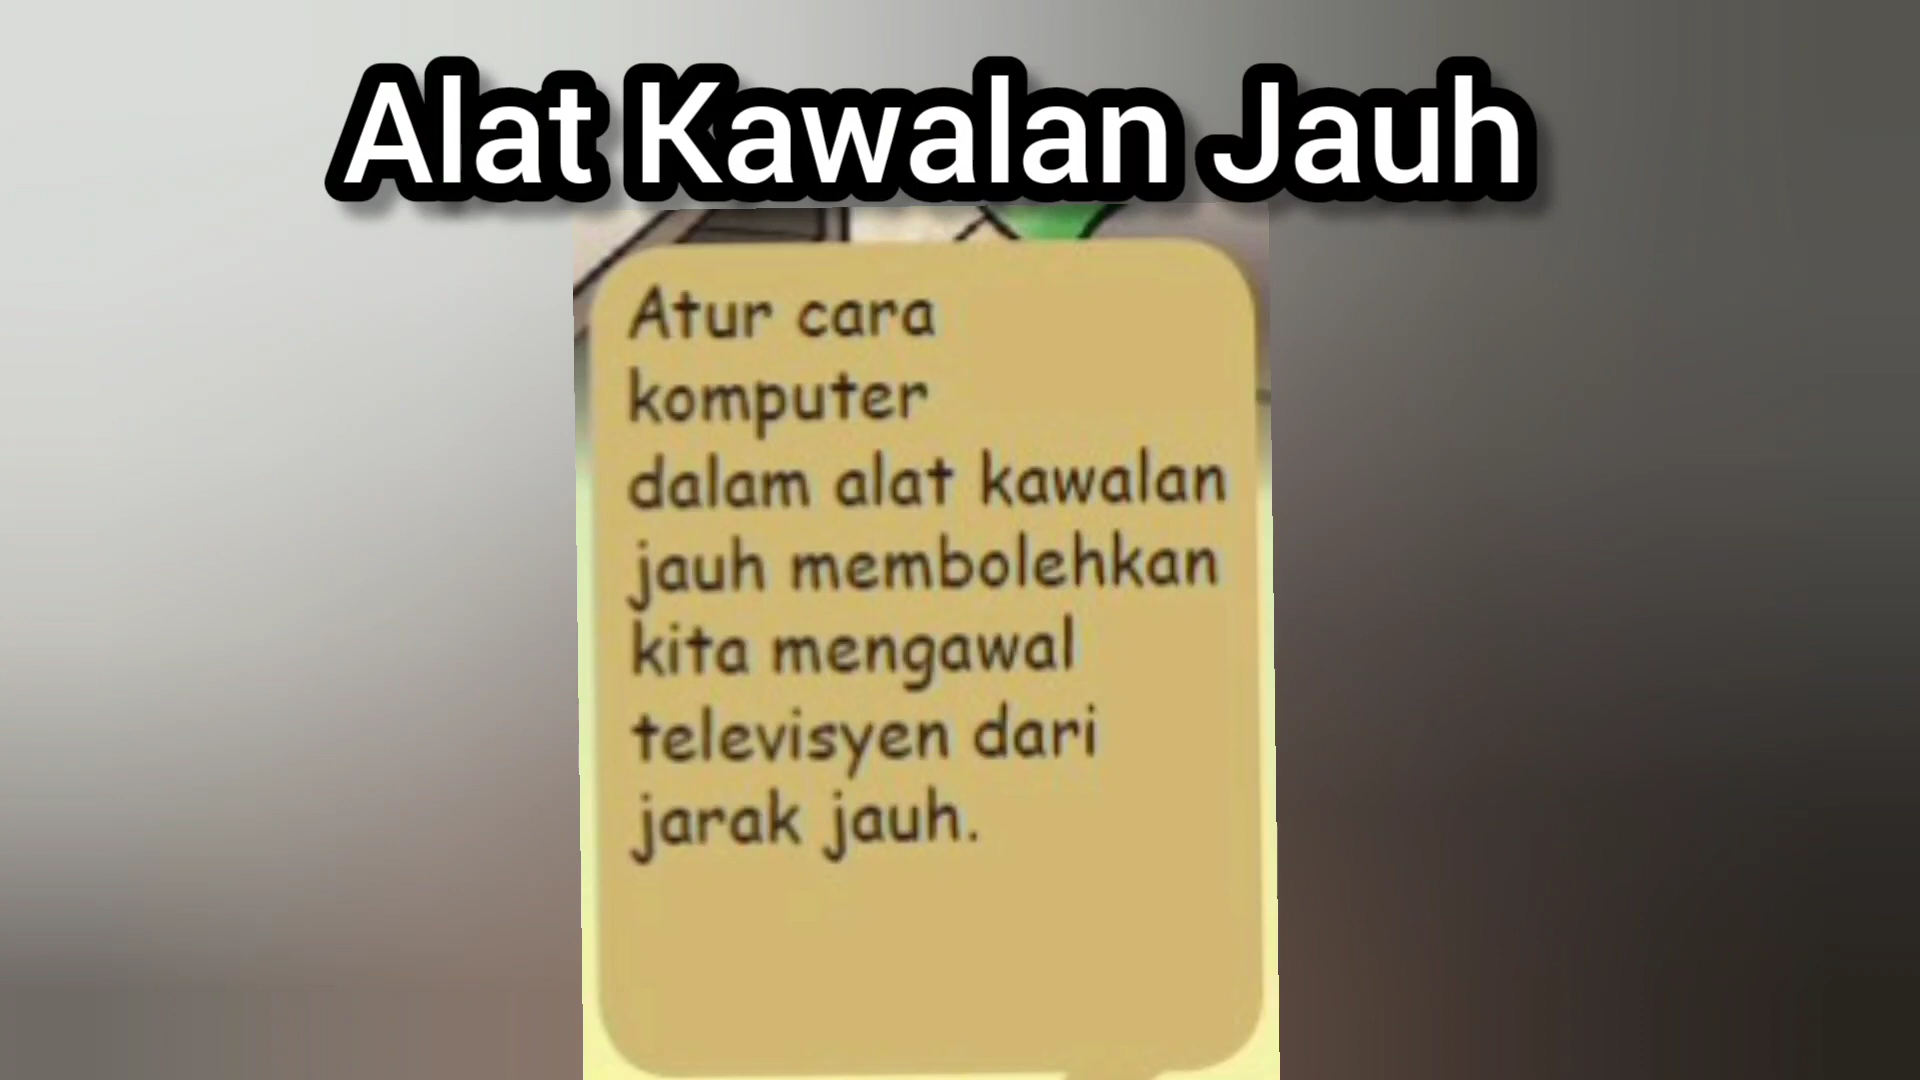 Alat Kawalan Jauh
Atur cara
komputer
dalam alat kawalan
jauh membolehkan
kita mengawal
televisyen dari
jarak jauh.